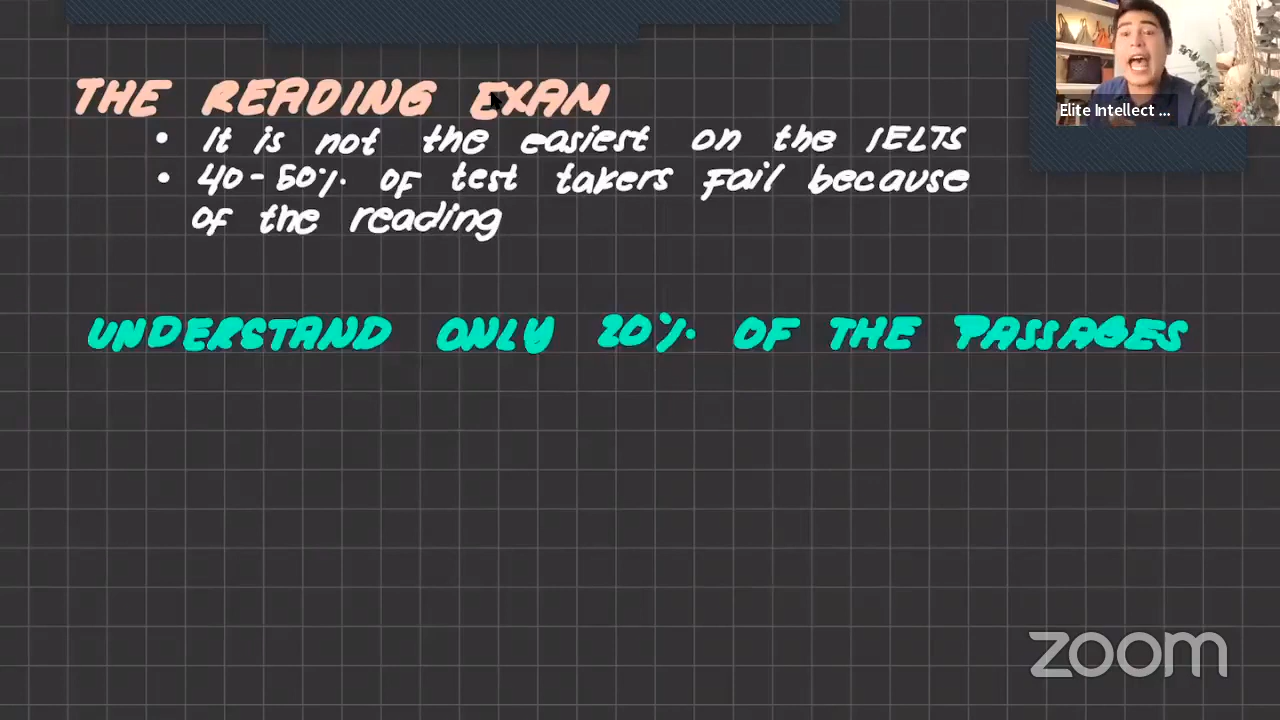 THE READING EXAM
• It is not the easiest on the IELTS
• 40-50%. of test takers fail because
of the reading
UNDERSTAND ONLY 20%. OF THE PASSAGES
Elite Intellect ...
zoom